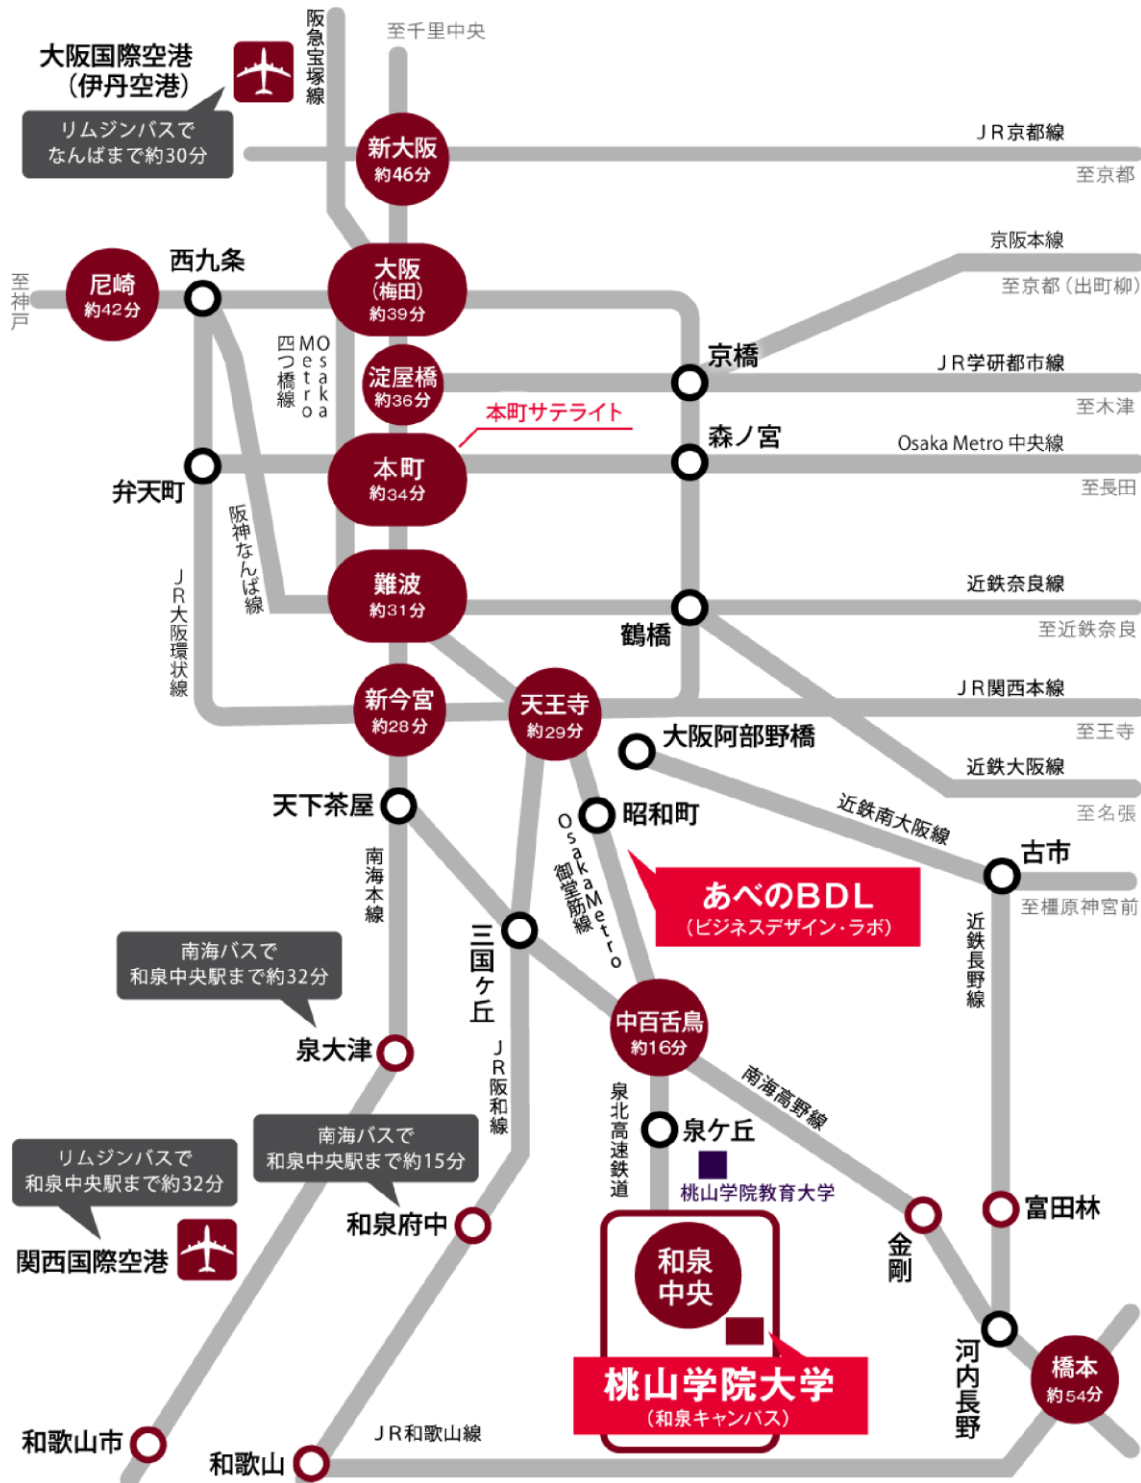 阪急宝塚線
至千里中央
大阪国際空港
（伊丹空港）
リムジンバスで
なんばまで約30分
新大阪
約46分
JR京都線
至京都
京阪本線
至京都（出町柳）
西九条
尼崎
約42分
至神戸
大阪
（梅田）
約39分
Osaka
Metro
四つ橋線
淀屋橋
約36分
京橋
JR学研都市線
至木津
本町サテライト
森ノ宮
Osaka Metro 中央線
至長田
本町
約34分
弁天町
阪神なんば線
JR大阪環状線
難波
約31分
鶴橋
近鉄奈良線
至近鉄奈良
新今宮
約28分
天王寺
約29分
JR関西本線
至王寺
大阪阿部野橋
近鉄大阪線
至名張
天下茶屋
昭和町
近鉄南大阪線
古市
至橿原神宮前
南海本線
OsakaMetro
御堂筋線
あべのBDL
（ビジネスデザイン・ラボ）
近鉄長野線
南海バスで
和泉中央駅まで約32分
三国ヶ丘
泉大津
中百舌鳥
約16分
JR阪和線
南海高野線
泉北高速鉄道
泉ケ丘
桃山学院教育大学
南海バスで
和泉中央駅まで約15分
リムジンバスで
和泉中央駅まで約32分
関西国際空港
和泉府中
和泉
中央
金剛
富田林
桃山学院大学
（和泉キャンパス）
河内長野
橋本
約54分
和歌山市
和歌山
JR和歌山線